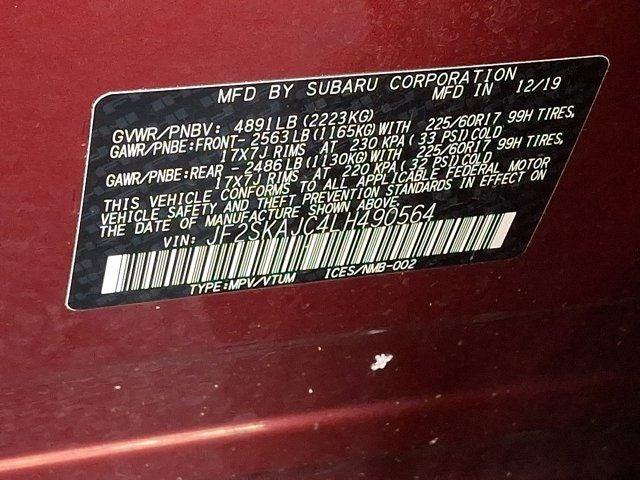 MFD BY SUBARU CORPORATION
MFD IN 12/19
GVWR/PNBV: 4891LB(2223KG)
GAWR/PNBE:FRONT-2563LB(1165KG)WITH 225/60R17 99H TIRES,
17X7J RIMS AT 230 KPA(33 PSI)COLD
GAWR/PNBE:REAR -2486LB(1130KG)WITH 225/60R17 99H TIRES,
17X7J RIMS AT 220 KPA(32 PSI)COLD
THIS VEHICLE CONFORMS TO ALL APPLICABLE FEDERAL MOTOR
VEHICLE SAFETY AND THEFT PREVENTION STANDARDS IN EFFECT ON
THE DATE OF MANUFACTURE SHOWN ABOVE.
VIN: JF2SKAJC4LH490564
TYPE:MPV/VTUM ICES/NMB-002